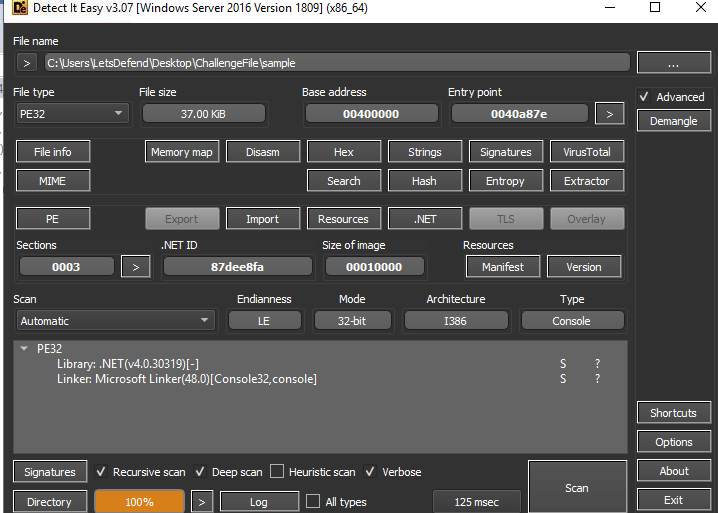 Detect It Easy v3.07 [Windows Server 2016 Version 1809] (x86_64)
File name
> C:\Users\LetsDefend\Desktop\ChallengeFile\sample ...
File type File size Base address Entry point Advanced
PE32 37.00 KiB 00400000 0040a87e > Demangle
File info Memory map Disasm Hex Strings Signatures VirusTotal
MIME Search Hash Entropy Extractor
PE Export Import Resources .NET TLS Overlay
Sections .NET ID Size of image Resources
0003 > 87dee8fa 00010000 Manifest Version
Scan Endianness Mode Architecture Type
Automatic LE 32-bit I386 Console
PE32
Library: .NET(v4.0.30319)[-] S ?
Linker: Microsoft Linker(48.0)[Console32,console] S ?
Shortcuts
Options
Signatures Recursive scan Deep scan Heuristic scan Verbose Scan About
Directory 100% > Log All types 125 msec Exit